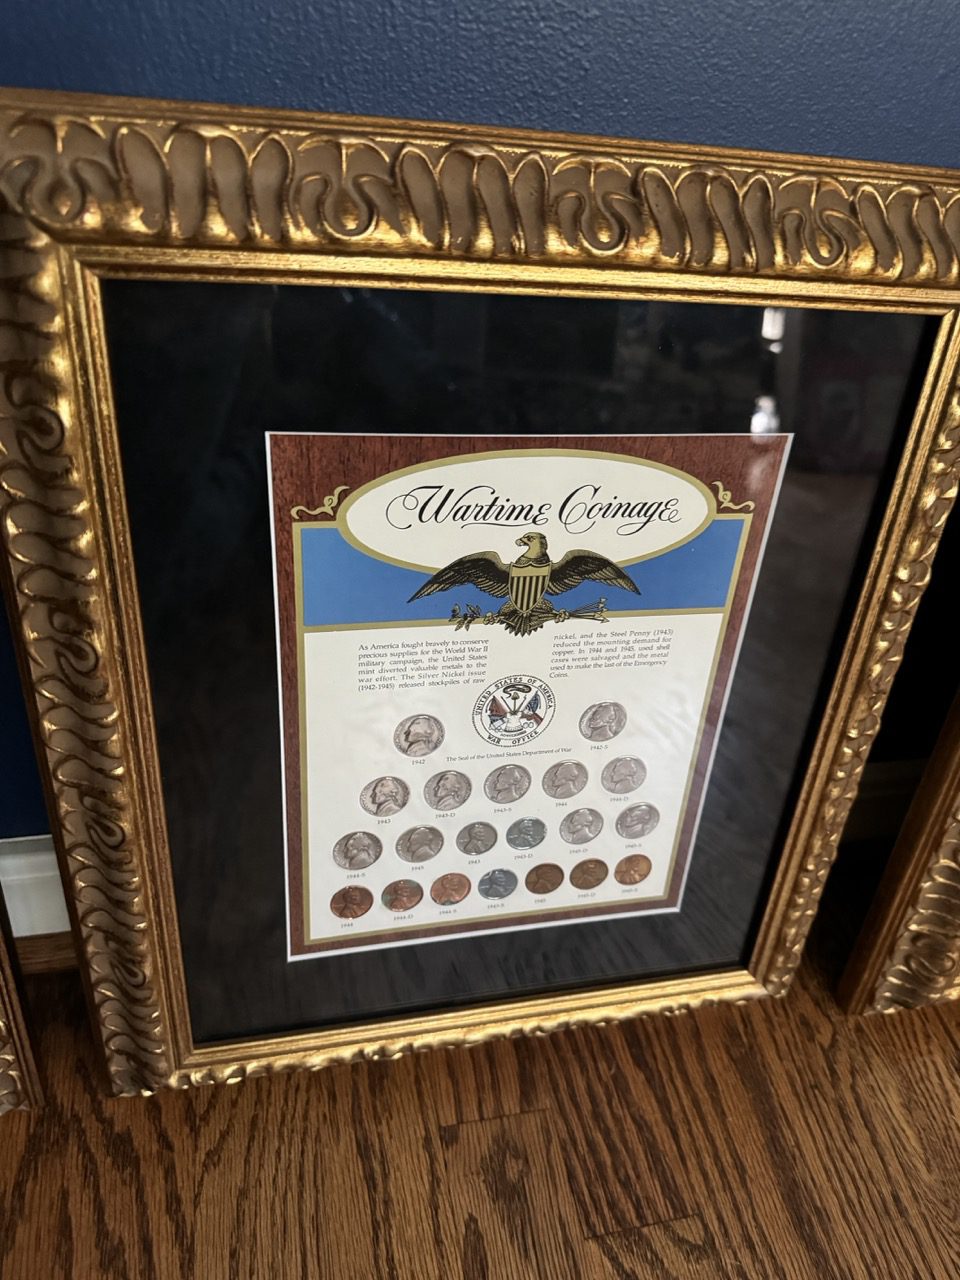 Wartime Coinage
As America fought bravely to conserve
precious supplies for the World War II
military campaign, the United States
mint diverted valuable metals to the
war effort. The Silver Nickel issue
(1942-1945) released stockpiles of raw
nickel, and the Steel Penny (1943)
reduced the mounting demand for
copper. In 1944 and 1945, used shell
cases were salvaged and the metal
used to make the last of the Emergency
Coins.
UNITED STATES OF AMERICA
WAR OFFICE
The Seal of the United States Department of War
1942 1942-S
1943 1943-D 1943-S 1944 1944-D
1944-S 1945 1943 1943-D 1945-D 1945-S
1944 1944-D 1944-S 1943-S 1945 1945-D 1945-S